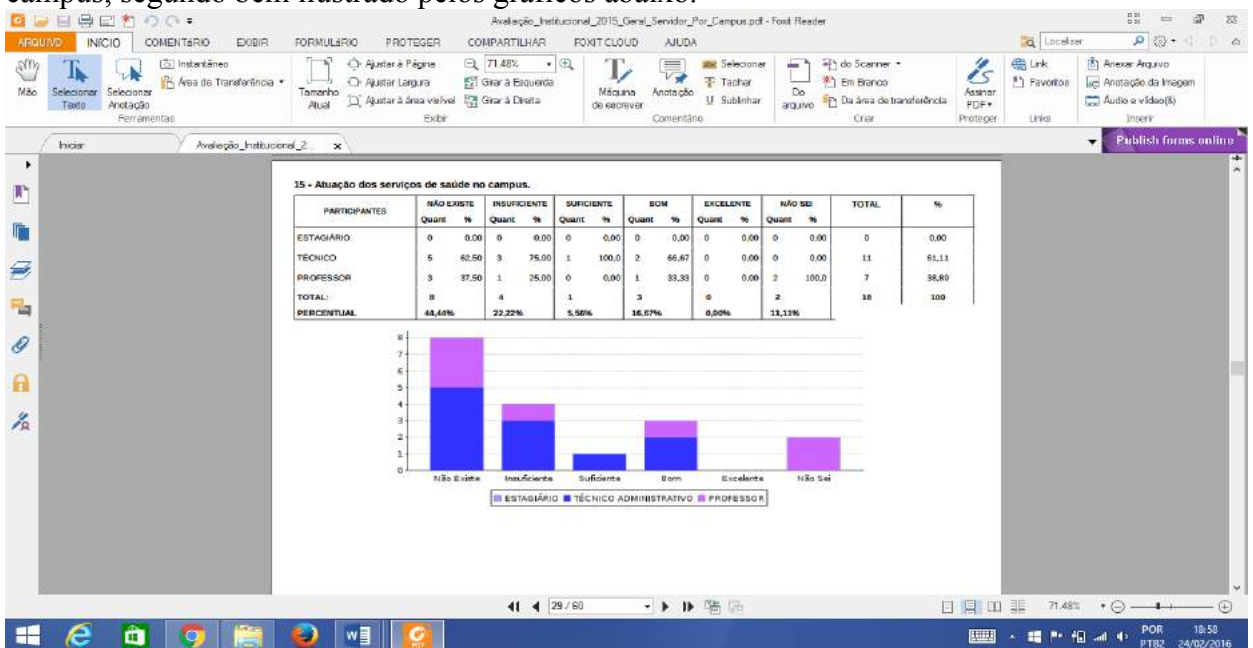 campus, segundo bem ilustrado pelos gráficos abaixo.
Avaliação_Institucional_2015_Geral_Servidor_Por_Campus.pdf - Foxit Reader
ARQUIVO INÍCIO COMENTÁRIO EXIBIR FORMULÁRIO PROTEGER COMPARTILHAR FOXIT CLOUD AJUDA Localizar
Mão
Selecionar Texto
Selecionar Anotação
Instantâneo
Área de Transferência
Ferramentas
Tamanho Atual
Ajustar à Página
Ajustar Largura
Ajustar à área visível
71.48%
Girar à Esquerda
Girar à Direita
Exibir
Máquina de escrever
Anotação
Selecionar
Tachar
Sublinhar
Comentário
Do arquivo
do Scanner
Em Branco
Da área de transferência
Criar
Assinar PDF
Proteger
Link
Favoritos
Links
Anexar Arquivo
Anotação da Imagem
Áudio e vídeo(&)
Inserir
Iniciar Avaliação_Institucional_2... x Publish forms online
15 - Atuação dos serviços de saúde no campus.
PARTICIPANTES NÃO EXISTE INSUFICIENTE SUFICIENTE BOM EXCELENTE NÃO SEI TOTAL %
Quant % Quant % Quant % Quant % Quant % Quant %
ESTAGIÁRIO 0 0,00 0 0,00 0 0,00 0 0,00 0 0,00 0 0,00 0 0,00
TÉCNICO 5 62,50 3 75,00 1 100,0 2 66,67 0 0,00 0 0,00 11 61,11
PROFESSOR 3 37,50 1 25,00 0 0,00 1 33,33 0 0,00 2 100,0 7 38,89
TOTAL: 8 4 1 3 0 2 18 100
PERCENTUAL 44,44% 22,22% 5,56% 16,67% 0,00% 11,11%
8
7
6
5
4
3
2
1
0
Não Existe Insuficiente Suficiente Bom Excelente Não Sei
ESTAGIÁRIO TÉCNICO ADMINISTRATIVO PROFESSOR
29 / 60 71.48%
POR 18:58
PTB2 24/02/2016